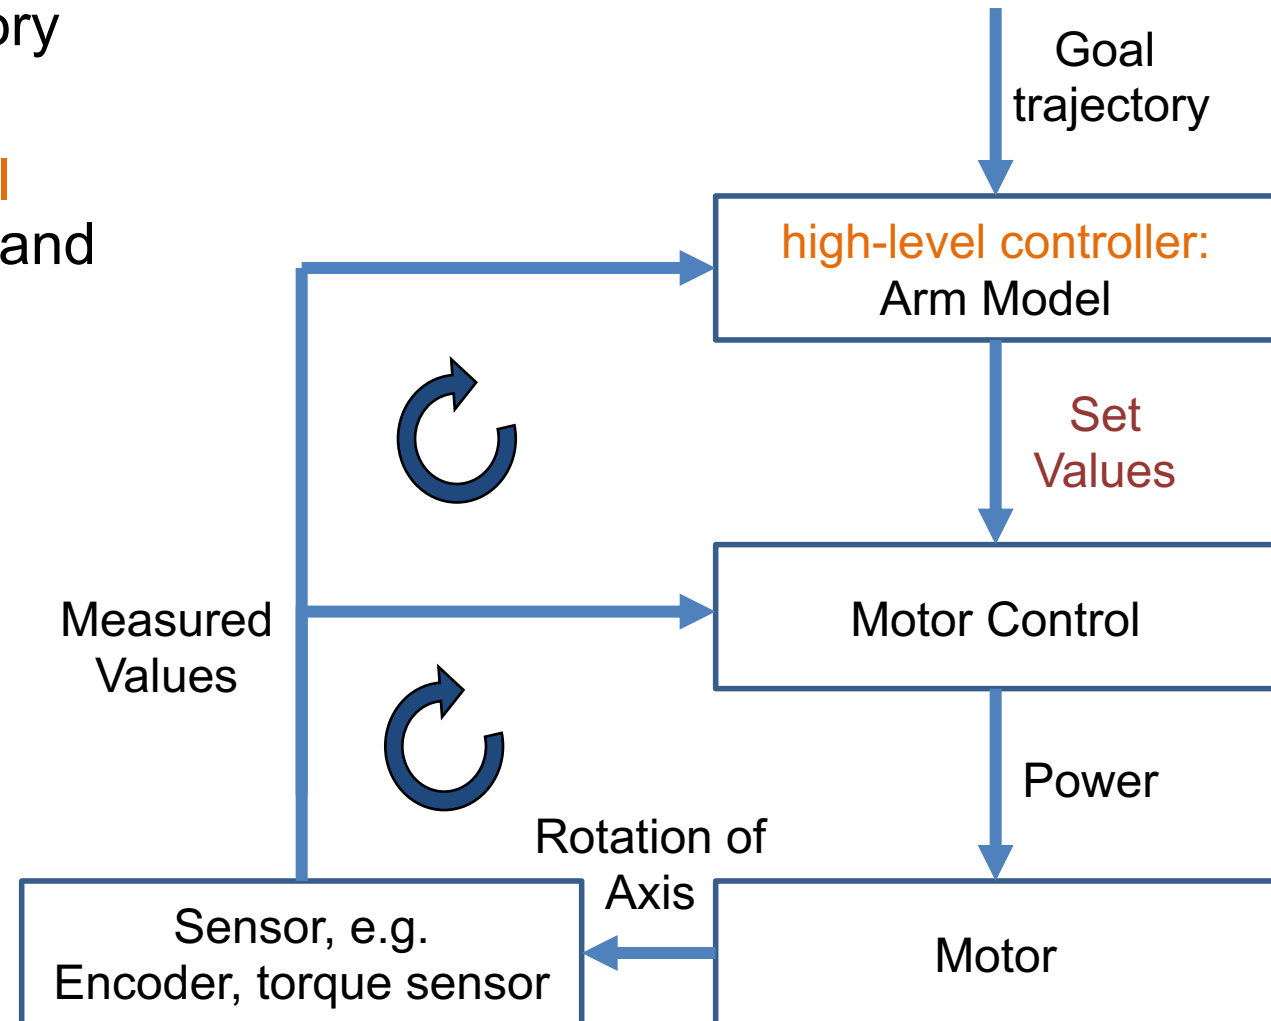 and
Goal
trajectory
high-level controller:
Arm Model
Set
Values
Measured
Values
Motor Control
Power
Rotation of
Axis
Sensor, e.g.
Encoder, torque sensor
Motor